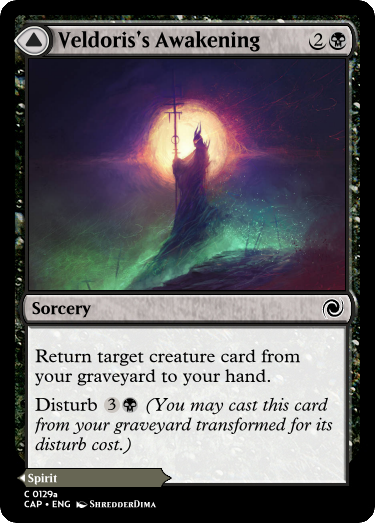 Veldoris's Awakening 2
Sorcery
Return target creature card from
your graveyard to your hand.
Disturb 3 (You may cast this card
from your graveyard transformed for its
disturb cost.)
Spirit
C 0129a
CAP • ENG ShredderDima